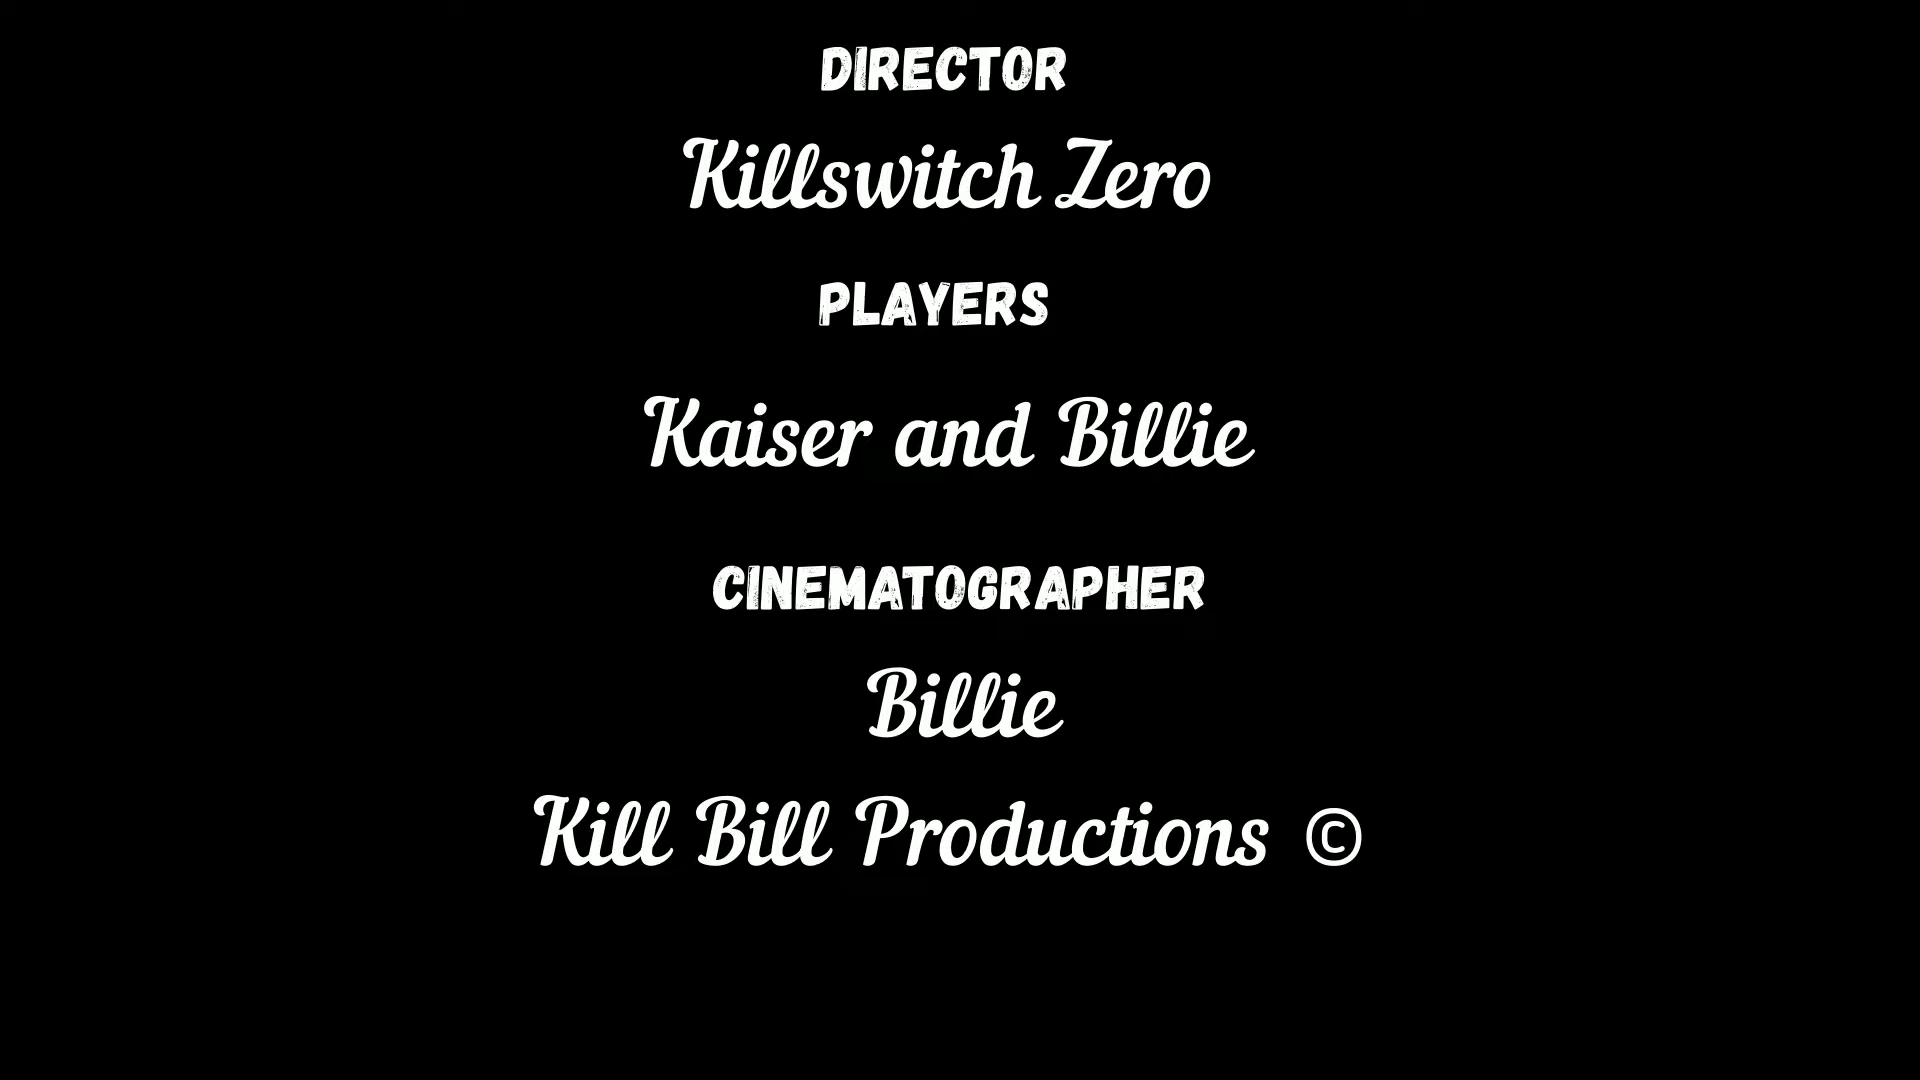 DIRECTOR
Killswitch Zero
PLAYERS
Kaiser and Billie
CINEMATOGRAPHER
Billie
Kill Bill Productions ©